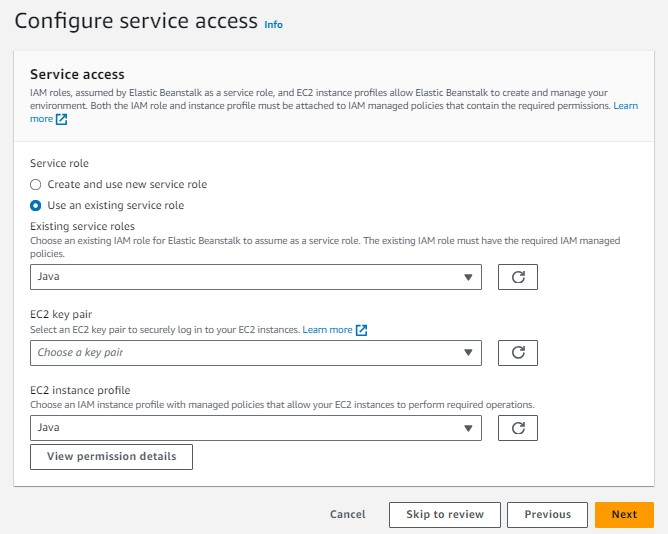 Configure service access Info
Service access
IAM roles, assumed by Elastic Beanstalk as a service role, and EC2 instance profiles allow Elastic Beanstalk to create and manage your
environment. Both the IAM role and instance profile must be attached to IAM managed policies that contain the required permissions. Learn
more
Service role
Create and use new service role
Use an existing service role
Existing service roles
Choose an existing IAM role for Elastic Beanstalk to assume as a service role. The existing IAM role must have the required IAM managed
policies.
Java
EC2 key pair
Select an EC2 key pair to securely log in to your EC2 instances. Learn more
Choose a key pair
EC2 instance profile
Choose an IAM instance profile with managed policies that allow your EC2 instances to perform required operations.
Java
View permission details
Cancel Skip to review Previous Next